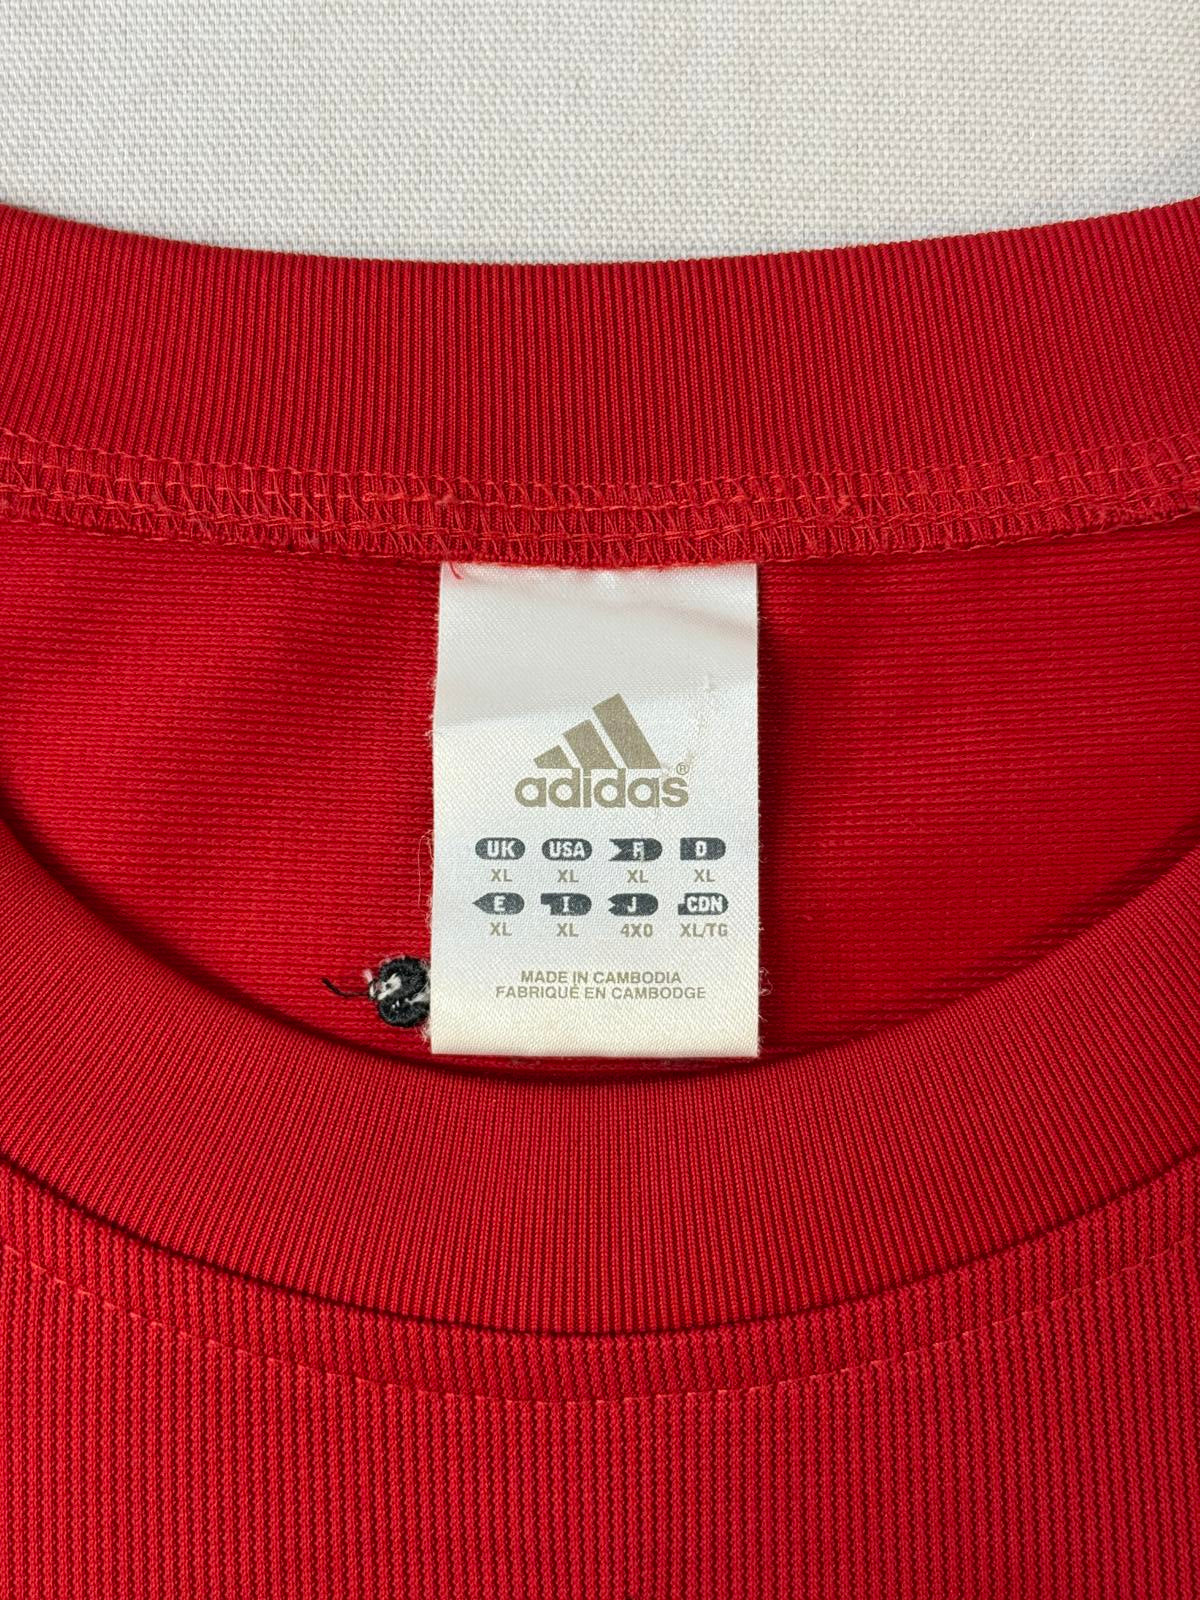 adidas®
UK USA F D
XL XL XL XL
E I J CDN
XL XL 4XO XL/TG
MADE IN CAMBODIA
FABRIQUÉ EN CAMBODGE